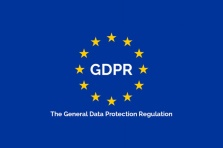 GDPR
The General Data Protection Regulation